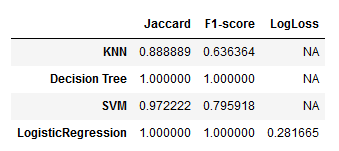 Jaccard F1-score LogLoss
KNN 0.888889 0.636364 NA
Decision Tree 1.000000 1.000000 NA
SVM 0.972222 0.795918 NA
LogisticRegression 1.000000 1.000000 0.281665